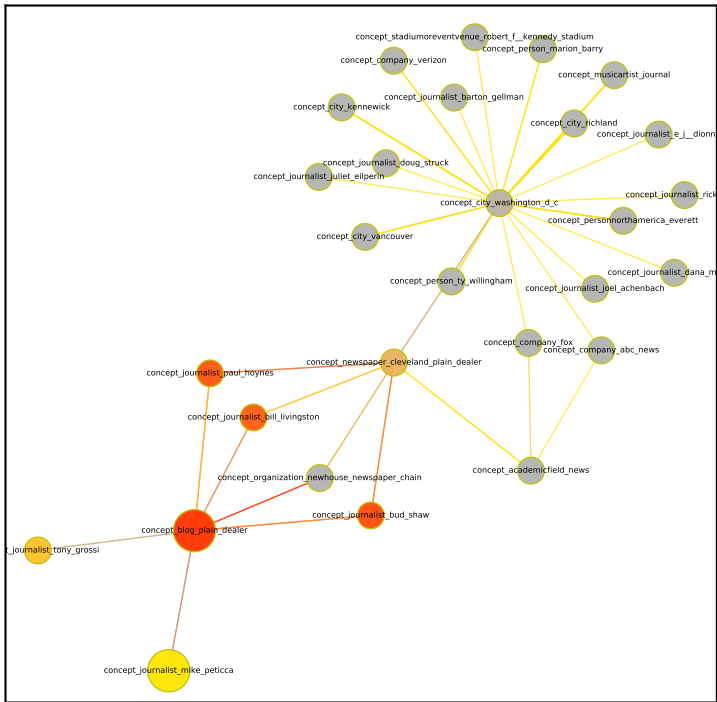 concept_stadiumoreventvenue_robert_f__kennedy_stadium
concept_person_marion_barry
concept_company_verizon
concept_musicartist_journal
concept_journalist_barton_gellman
concept_city_kennewick
concept_city_richland
concept_journalist_e_j__dionn
concept_journalist_doug_struck
concept_journalist_juliet_eilperin
concept_journalist_rick
concept_city_washington_d_c
concept_personnorthamerica_everett
concept_city_vancouver
concept_journalist_dana_m
concept_person_ty_willingham
concept_journalist_joel_achenbach
concept_company_fox
concept_company_abc_news
concept_newspaper_cleveland_plain_dealer
concept_journalist_paul_hoynes
concept_journalist_bill_livingston
concept_academicfield_news
concept_organization_newhouse_newspaper_chain
concept_journalist_bud_shaw
concept_blog_plain_dealer
t_journalist_tony_grossi
concept_journalist_mike_peticca